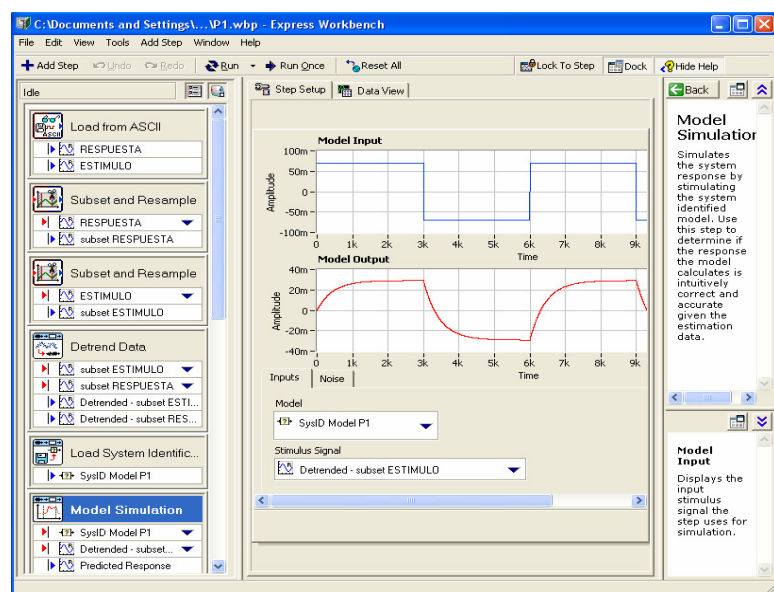 C:\Documents and Settings\...\P1.wbp - Express Workbench
File Edit View Tools Add Step Window Help
Add Step Undo Redo Run Run Once Reset All Lock To Step Dock Hide Help
Idle
Load from ASCII
ASCII
RESPUESTA
ESTIMULO
Subset and Resample
RESPUESTA
subset RESPUESTA
Subset and Resample
ESTIMULO
subset ESTIMULO
Detrend Data
subset ESTIMULO
subset RESPUESTA
Detrended - subset ESTI...
Detrended - subset RES...
Load System Identific...
SysID Model P1
Model Simulation
SysID Model P1
Detrended - subset...
Predicted Response
Step Setup Data View
Model Input
Amplitude
100m
50m
0
-50m
-100m
0 1k 2k 3k 4k 5k 6k 7k 8k 9k
Time
Model Output
Amplitude
40m
20m
0
-20m
-40m
0 1k 2k 3k 4k 5k 6k 7k 8k 9k
Time
Inputs Noise
Model
SysID Model P1
Stimulus Signal
Detrended - subset ESTIMULO
Back
Model
Simulation
Simulates
the system
response by
stimulating
the system
identified
model. Use
this step to
determine if
the response
the model
calculates is
intuitively
correct and
accurate
given the
estimation
data.
Model
Input
Displays the
input
stimulus
signal the
step uses for
simulation.